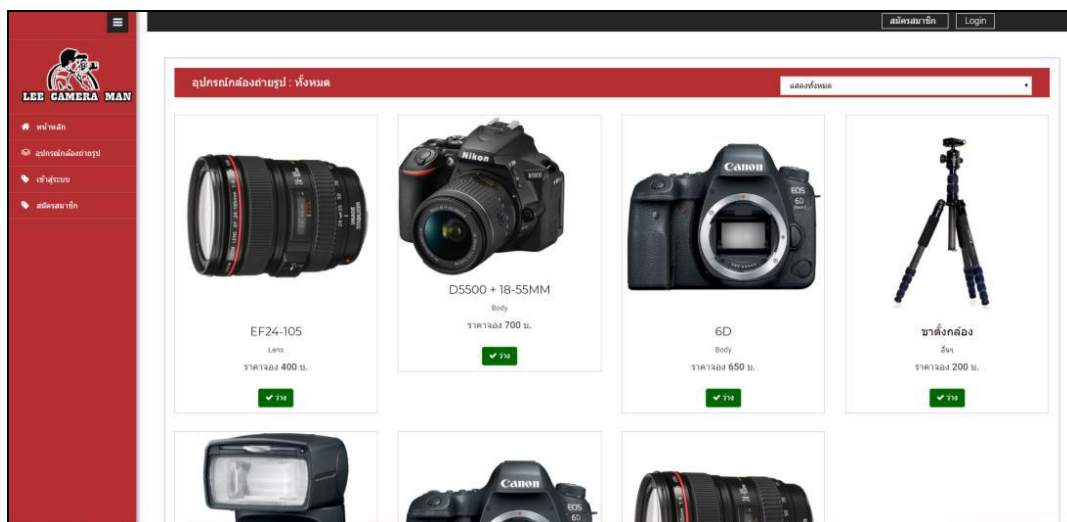 สมัครสมาชิก
Login
LEE CAMERA MAN
หน้าหลัก
อุปกรณ์กล้องถ่ายรูป
เข้าสู่ระบบ
สมัครสมาชิก
อุปกรณ์กล้องถ่ายรูป : ทั้งหมด
แสดงทั้งหมด
EF24-105
Lens
ราคาจอง 400 บ.
ว่าง
Nikon
D5500 + 18-55MM
Body
ราคาจอง 700 บ.
ว่าง
Canon
EOS
6D
6D
Body
ราคาจอง 650 บ.
ว่าง
ขาตั้งกล้อง
อื่นๆ
ราคาจอง 200 บ.
ว่าง
Canon
EOS
6D